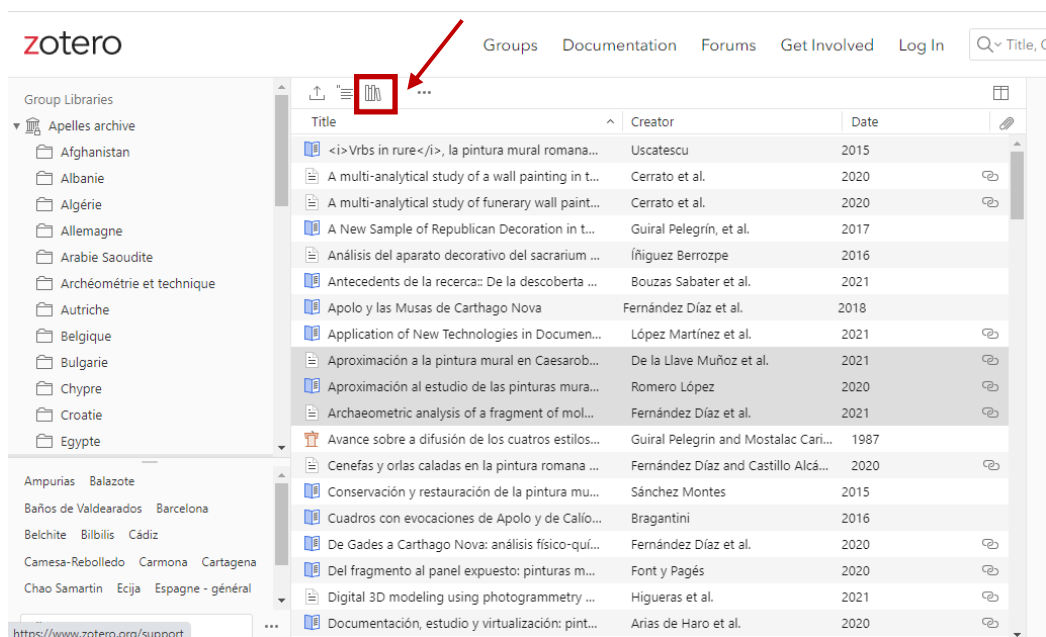 zotero
Groups Documentation Forums Get Involved Log In Title, C
Group Libraries
Apelles archive
Afghanistan
Albanie
Algérie
Allemagne
Arabie Saoudite
Archéométrie et technique
Autriche
Belgique
Bulgarie
Chypre
Croatie
Egypte
Ampurias Balazote
Baños de Valdearados Barcelona
Belchite Bilbilis Cádiz
Camesa-Rebolledo Carmona Cartagena
Chao Samartin Ecija Espagne - général
https://www.zotero.org/support
Title Creator Date
<i>Vrbs in rure</i>, la pintura mural romana... Uscatescu 2015
A multi-analytical study of a wall painting in t... Cerrato et al. 2020
A multi-analytical study of funerary wall paint... Cerrato et al. 2020
A New Sample of Republican Decoration in t... Guiral Pelegrín, et al. 2017
Análisis del aparato decorativo del sacrarium ... Íñiguez Berrozpe 2016
Antecedents de la recerca:: De la descoberta ... Bouzas Sabater et al. 2021
Apolo y las Musas de Carthago Nova Fernández Díaz et al. 2018
Application of New Technologies in Documen... López Martínez et al. 2021
Aproximación a la pintura mural en Caesarob... De la Llave Muñoz et al. 2021
Aproximación al estudio de las pinturas mura... Romero López 2020
Archaeometric analysis of a fragment of mol... Fernández Díaz et al. 2021
Avance sobre a difusión de los cuatros estilos... Guiral Pelegrin and Mostalac Cari... 1987
Cenefas y orlas caladas en la pintura romana ... Fernández Díaz and Castillo Alcá... 2020
Conservación y restauración de la pintura mu... Sánchez Montes 2015
Cuadros con evocaciones de Apolo y de Calío... Bragantini 2016
De Gades a Carthago Nova: análisis físico-quí... Fernández Díaz et al. 2020
Del fragmento al panel expuesto: pinturas m... Font y Pagés 2020
Digital 3D modeling using photogrammetry ... Higueras et al. 2021
Documentación, estudio y virtualización: pint... Arias de Haro et al. 2020